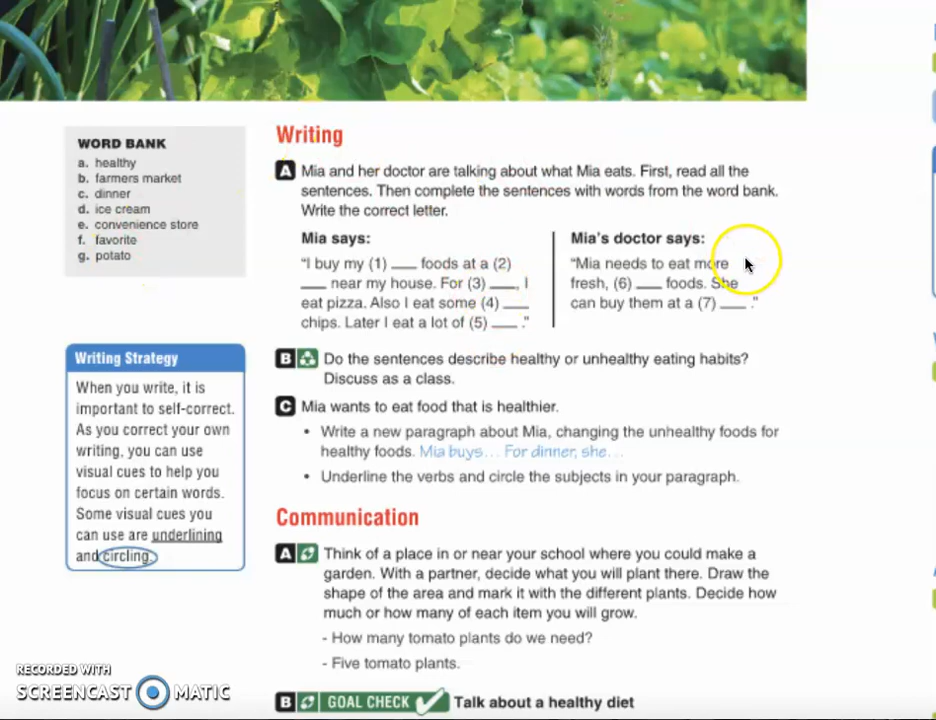 WORD BANK
a. healthy
b. farmers market
c. dinner
d. ice cream
e. convenience store
f. favorite
g. potato
Writing Strategy
When you write, it is
important to self-correct.
As you correct your own
writing, you can use
visual cues to help you
focus on certain words.
Some visual cues you
can use are underlining
and circling.
Writing
A Mia and her doctor are talking about what Mia eats. First, read all the
sentences. Then complete the sentences with words from the word bank.
Write the correct letter.
Mia says:
"I buy my (1) ___ foods at a (2)
___ near my house. For (3) ___, I
eat pizza. Also I eat some (4) ___
chips. Later I eat a lot of (5) ___ ."
Mia's doctor says:
"Mia needs to eat more
fresh, (6) ___ foods. She
can buy them at a (7) ___ ."
B Do the sentences describe healthy or unhealthy eating habits?
Discuss as a class.
C Mia wants to eat food that is healthier.
• Write a new paragraph about Mia, changing the unhealthy foods for
healthy foods. Mia buys... For dinner, she...
• Underline the verbs and circle the subjects in your paragraph.
Communication
A Think of a place in or near your school where you could make a
garden. With a partner, decide what you will plant there. Draw the
shape of the area and mark it with the different plants. Decide how
much or how many of each item you will grow.
- How many tomato plants do we need?
- Five tomato plants.
B GOAL CHECK Talk about a healthy diet
RECORDED WITH
SCREENCAST MATIC